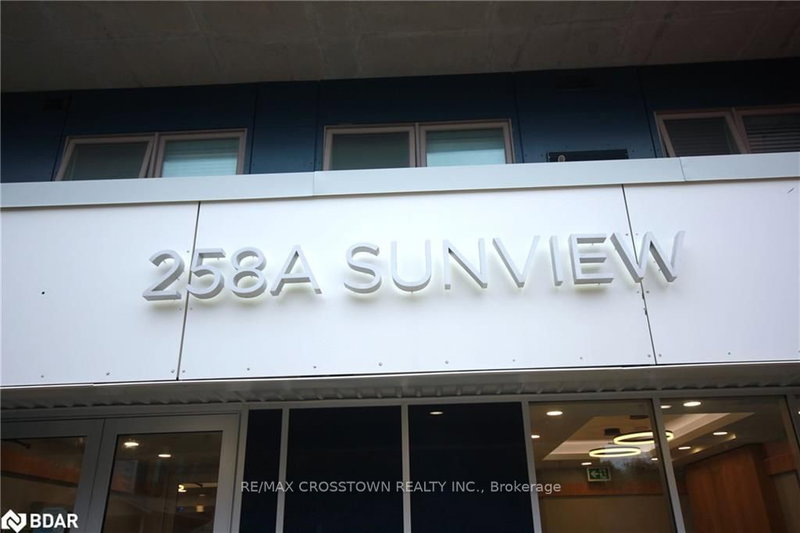 258A SUNVIEW
RE/MAX CROSSTOWN REALTY INC., Brokerage
BDAR